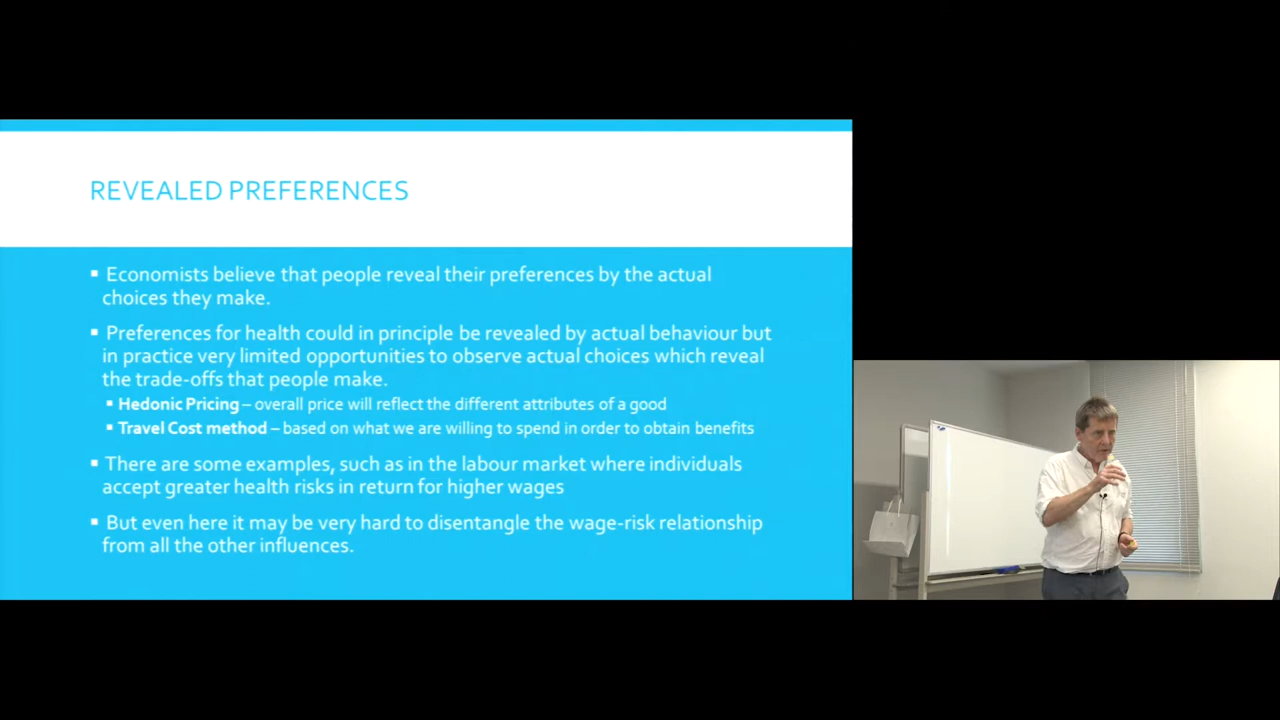 REVEALED PREFERENCES
▪ Economists believe that people reveal their preferences by the actual
choices they make.
▪ Preferences for health could in principle be revealed by actual behaviour but
in practice very limited opportunities to observe actual choices which reveal
the trade-offs that people make.
▪ Hedonic Pricing – overall price will reflect the different attributes of a good
▪ Travel Cost method – based on what we are willing to spend in order to obtain benefits
▪ There are some examples, such as in the labour market where individuals
accept greater health risks in return for higher wages
▪ But even here it may be very hard to disentangle the wage-risk relationship
from all the other influences.